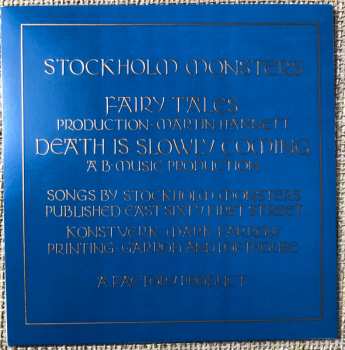 STOCKHOLM MONSTERS
FAIRY TALES
PRODUCTION·MARTIN HANNETT
DEATH IS SLOWLY COMING
A B·MUSIC PRODUCTION
SONGS BY STOCKHOLM MONSTERS
PUBLISHED EAST SIXTY FIRST STREET
KONSTVERK·MARK FARROW
PRINTING·GARROD AND LOFTHOUSE
A FACTORY PRODUCT